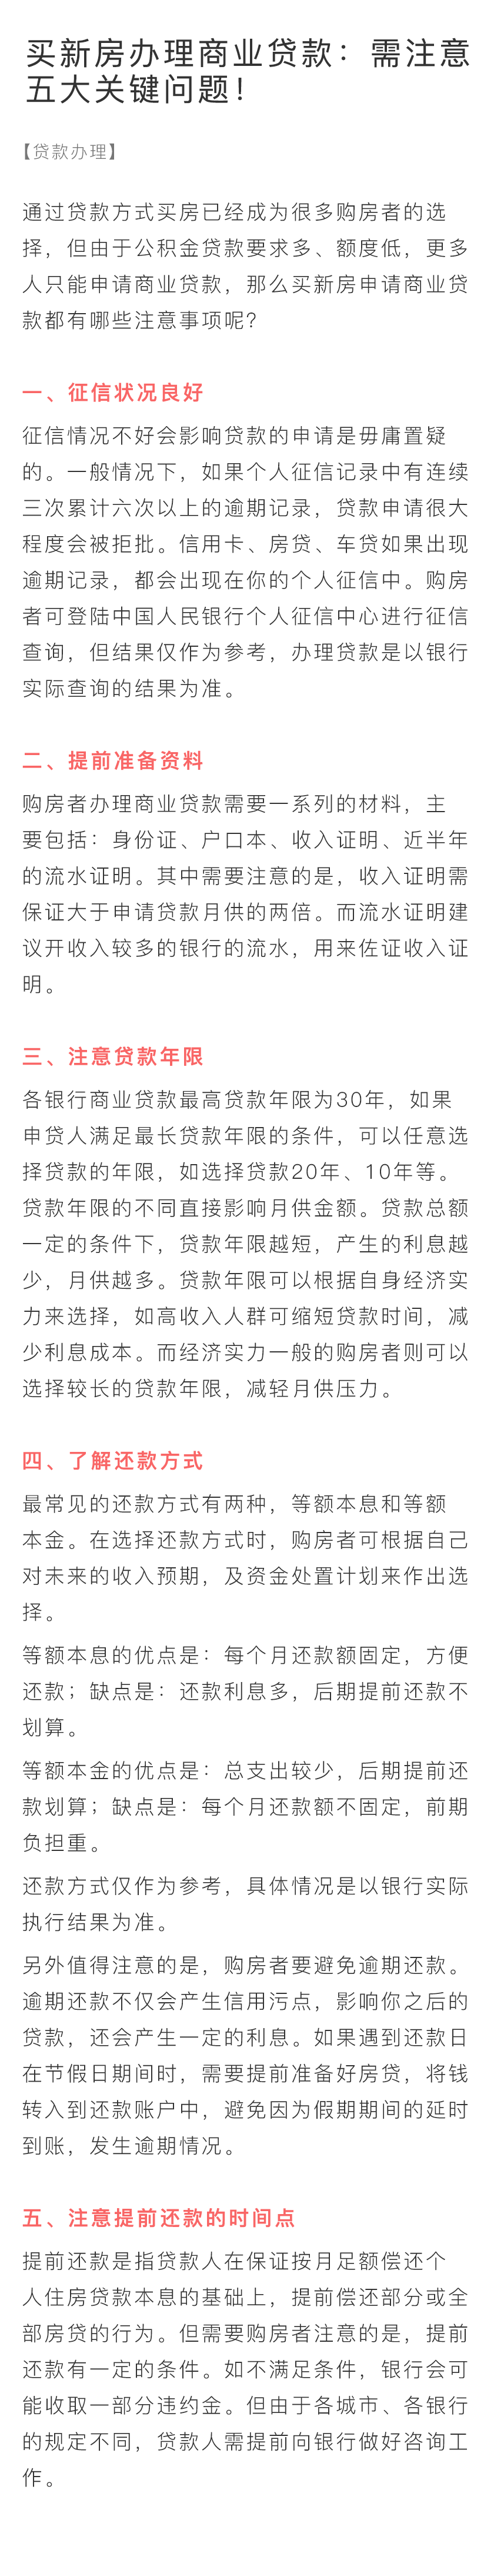 买新房办理商业贷款：需注意
五大关键问题！
【贷款办理】
通过贷款方式买房已经成为很多购房者的选
择，但由于公积金贷款要求多、额度低，更多
人只能申请商业贷款，那么买新房申请商业贷
款都有哪些注意事项呢？
一、征信状况良好
征信情况不好会影响贷款的申请是毋庸置疑
的。一般情况下，如果个人征信记录中有连续
三次累计六次以上的逾期记录，贷款申请很大
程度会被拒批。信用卡、房贷、车贷如果出现
逾期记录，都会出现在你的个人征信中。购房
者可登陆中国人民银行个人征信中心进行征信
查询，但结果仅作为参考，办理贷款是以银行
实际查询的结果为准。
二、提前准备资料
购房者办理商业贷款需要一系列的材料，主
要包括：身份证、户口本、收入证明、近半年
的流水证明。其中需要注意的是，收入证明需
保证大于申请贷款月供的两倍。而流水证明建
议开收入较多的银行的流水，用来佐证收入证
明。
三、注意贷款年限
各银行商业贷款最高贷款年限为30年，如果
申贷人满足最长贷款年限的条件，可以任意选
择贷款的年限，如选择贷款20年、10年等。
贷款年限的不同直接影响月供金额。贷款总额
一定的条件下，贷款年限越短，产生的利息越
少，月供越多。贷款年限可以根据自身经济实
力来选择，如高收入人群可缩短贷款时间，减
少利息成本。而经济实力一般的购房者则可以
选择较长的贷款年限，减轻月供压力。
四、了解还款方式
最常见的还款方式有两种，等额本息和等额
本金。在选择还款方式时，购房者可根据自己
对未来的收入预期，及资金处置计划来作出选
择。
等额本息的优点是：每个月还款额固定，方便
还款；缺点是：还款利息多，后期提前还款不
划算。
等额本金的优点是：总支出较少，后期提前还
款划算；缺点是：每个月还款额不固定，前期
负担重。
还款方式仅作为参考，具体情况是以银行实际
执行结果为准。
另外值得注意的是，购房者要避免逾期还款。
逾期还款不仅会产生信用污点，影响你之后的
贷款，还会产生一定的利息。如果遇到还款日
在节假日期间时，需要提前准备好房贷，将钱
转入到还款账户中，避免因为假期期间的延时
到账，发生逾期情况。
五、注意提前还款的时间点
提前还款是指贷款人在保证按月足额偿还个
人住房贷款本息的基础上，提前偿还部分或全
部房贷的行为。但需要购房者注意的是，提前
还款有一定的条件。如不满足条件，银行会可
能收取一部分违约金。但由于各城市、各银行
的规定不同，贷款人需提前向银行做好咨询工
作。